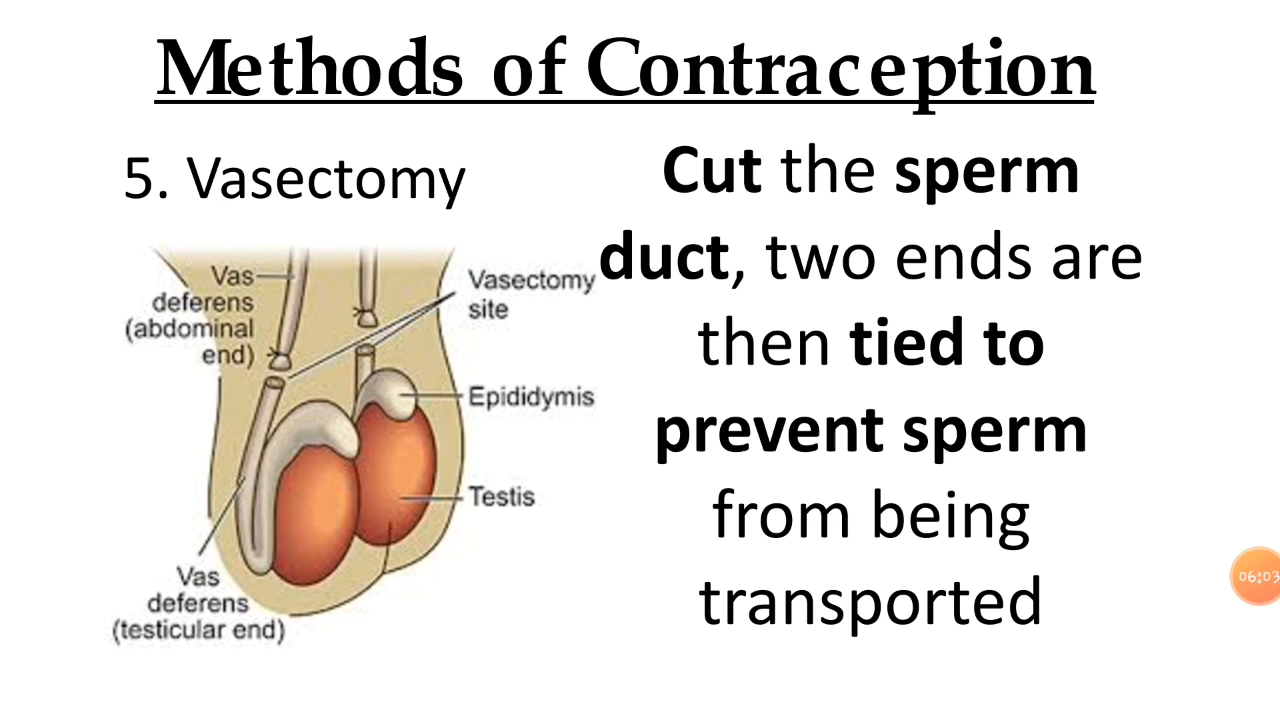 Methods of Contraception
5. Vasectomy
Cut the sperm
duct, two ends are
then tied to
prevent sperm
from being
transported
Vas
deferens
(abdominal
end)
Vasectomy
site
Epididymis
Testis
Vas
deferens
(testicular end)
06:03